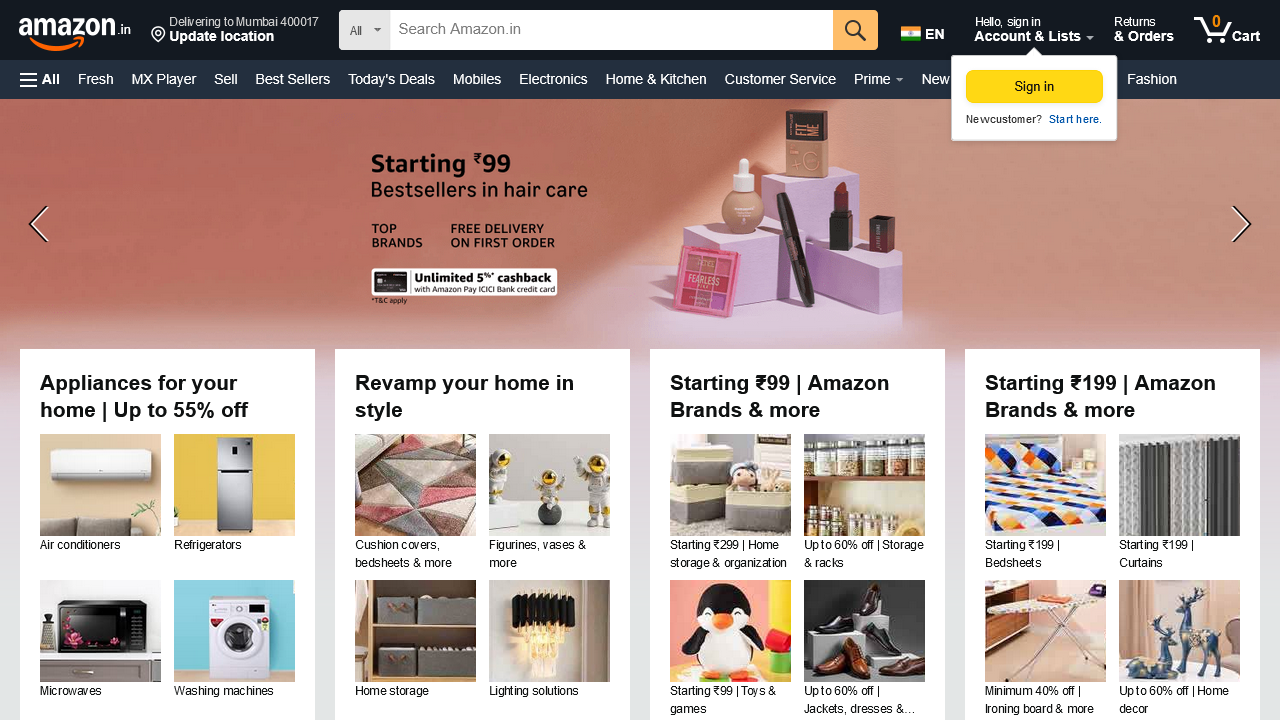 amazon.in
Delivering to Mumbai 400017
Update location
All
Search Amazon.in
EN
Hello, sign in
Account & Lists
Returns
& Orders
0
Cart
All
Fresh
MX Player
Sell
Best Sellers
Today's Deals
Mobiles
Electronics
Home & Kitchen
Customer Service
Prime
New
Fashion
Sign in
New customer? Start here.
Starting ₹99
Bestsellers in hair care
TOP
BRANDS
FREE DELIVERY
ON FIRST ORDER
Unlimited 5%* cashback
with Amazon Pay ICICI Bank credit card
*T&C apply
FIT
ME
FEARLESS
Appliances for your
home | Up to 55% off
Air conditioners
Refrigerators
Microwaves
Washing machines
Revamp your home in
style
Cushion covers,
bedsheets & more
Figurines, vases &
more
Home storage
Lighting solutions
Starting ₹99 | Amazon
Brands & more
Starting ₹299 | Home
storage & organization
Up to 60% off | Storage
& racks
Starting ₹99 | Toys &
games
Up to 60% off |
Jackets, dresses &...
Starting ₹199 | Amazon
Brands & more
Starting ₹199 |
Bedsheets
Starting ₹199 |
Curtains
Minimum 40% off |
Ironing board & more
Up to 60% off | Home
decor